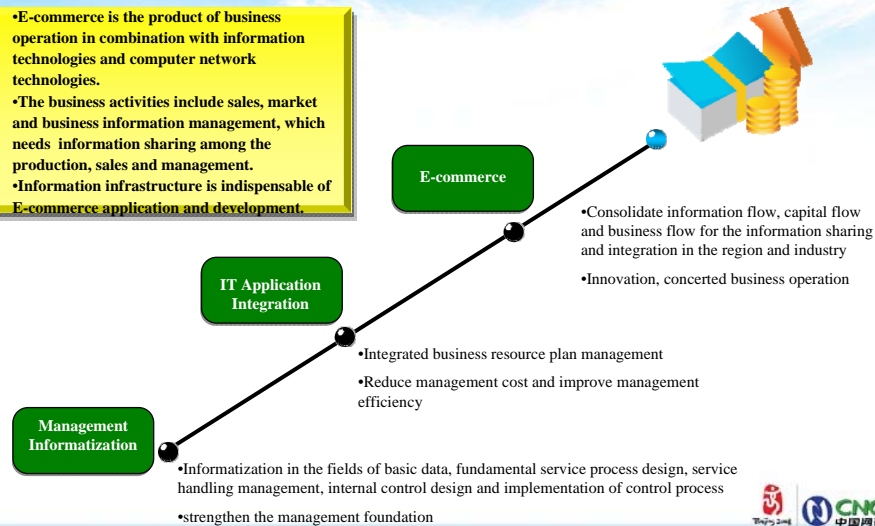 •E-commerce is the product of business
operation in combination with information
technologies and computer network
technologies.
•The business activities include sales, market
and business information management, which
needs information sharing among the
production, sales and management.
•Information infrastructure is indispensable of
E-commerce application and development.
E-commerce
•Consolidate information flow, capital flow
and business flow for the information sharing
and integration in the region and industry
•Innovation, concerted business operation
IT Application
Integration
•Integrated business resource plan management
•Reduce management cost and improve management
efficiency
Management
Informatization
•Informatization in the fields of basic data, fundamental service process design, service
handling management, internal control design and implementation of control process
•strengthen the management foundation
CNC
中国网